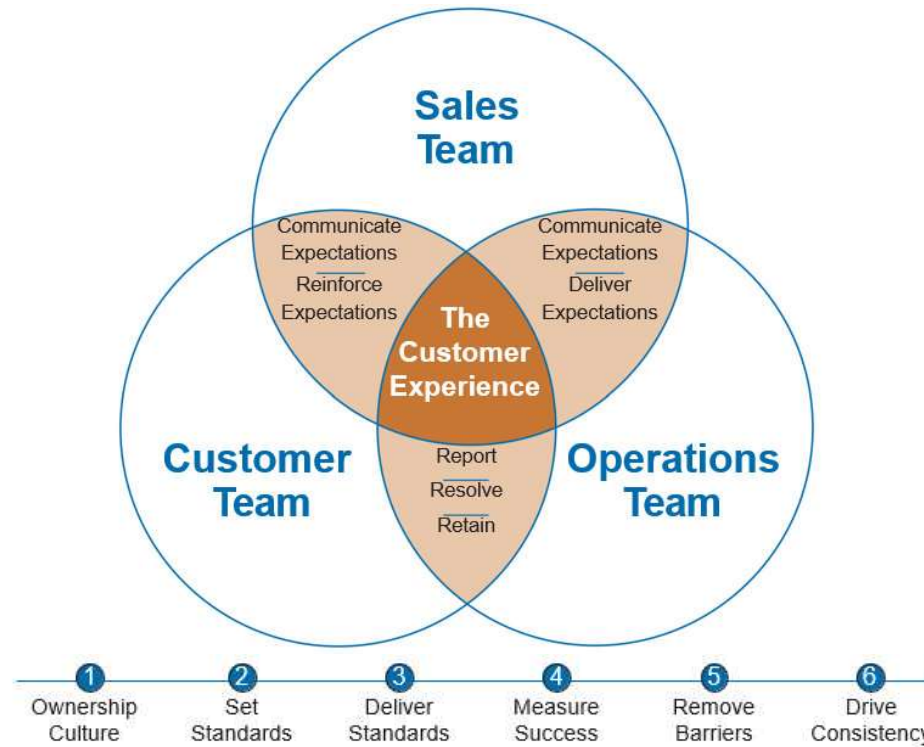 Sales
Team
Communicate
Expectations
Reinforce
Expectations
Communicate
Expectations
Deliver
Expectations
The
Customer
Experience
Customer
Team
Report
Resolve
Retain
Operations
Team
1
Ownership
Culture
2
Set
Standards
3
Deliver
Standards
4
Measure
Success
5
Remove
Barriers
6
Drive
Consistency